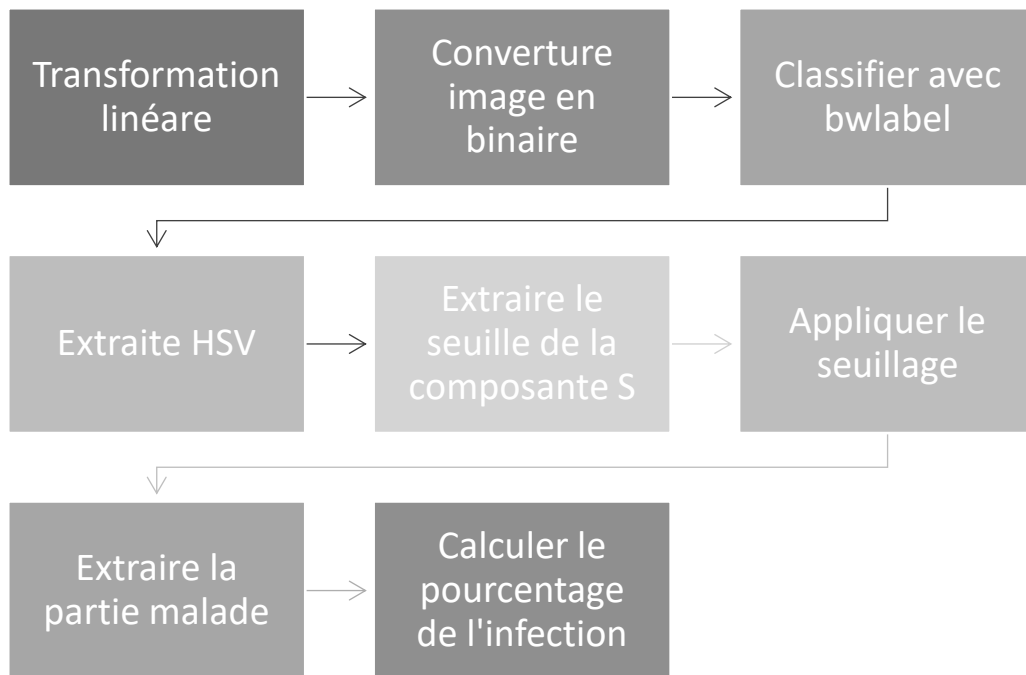 Transformation
linéare
Converture
image en
binaire
Classifier avec
bwlabel
Extraite HSV
Extraire le
seuille de la
composante S
Appliquer le
seuillage
Extraire la
partie malade
Calculer le
pourcentage
de l'infection